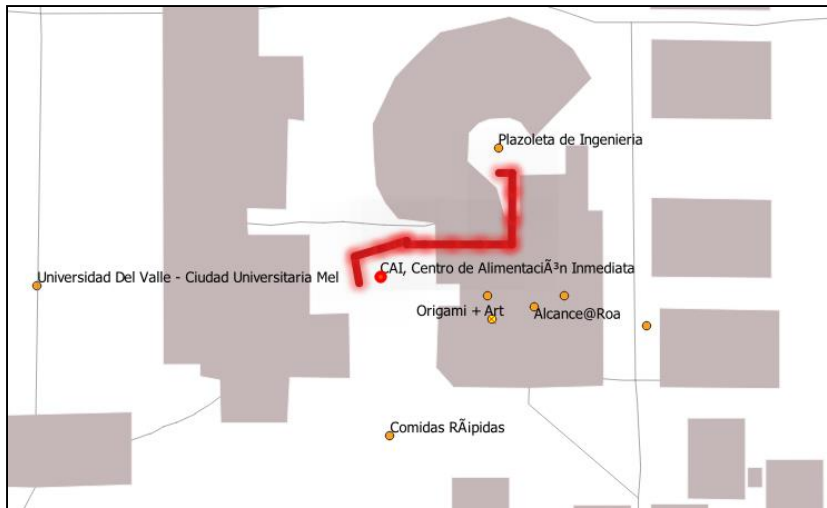 Plazoleta de Ingenieria
Universidad Del Valle - Ciudad Universitaria Mel
CAI, Centro de AlimentaciÃ³n Inmediata
Origami + Art
Alcance@Roa
Comidas RÃ¡pidas